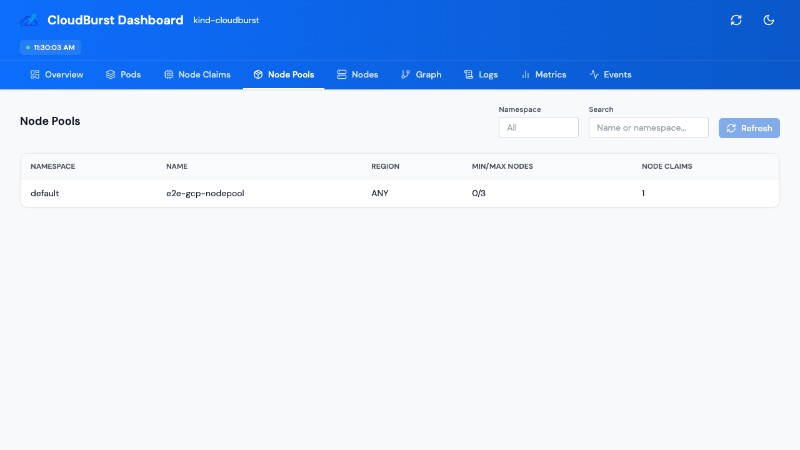 CloudBurst Dashboard kind-cloudburst
11:30:03 AM
Overview Pods Node Claims Node Pools Nodes Graph Logs Metrics Events
Node Pools
Namespace Search
All Name or namespace... Refresh
NAMESPACE NAME REGION MIN/MAX NODES NODE CLAIMS
default e2e-gcp-nodepool ANY 0/3 1